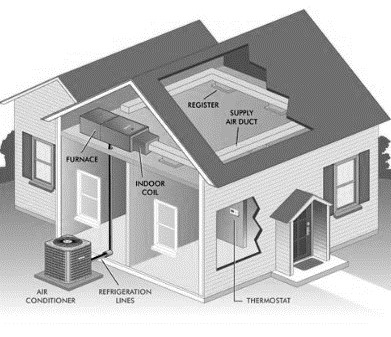 REGISTER
SUPPLY
AIR DUCT
FURNACE
INDOOR
COIL
AIR
CONDITIONER
REFRIGERATION
LINES
THERMOSTAT